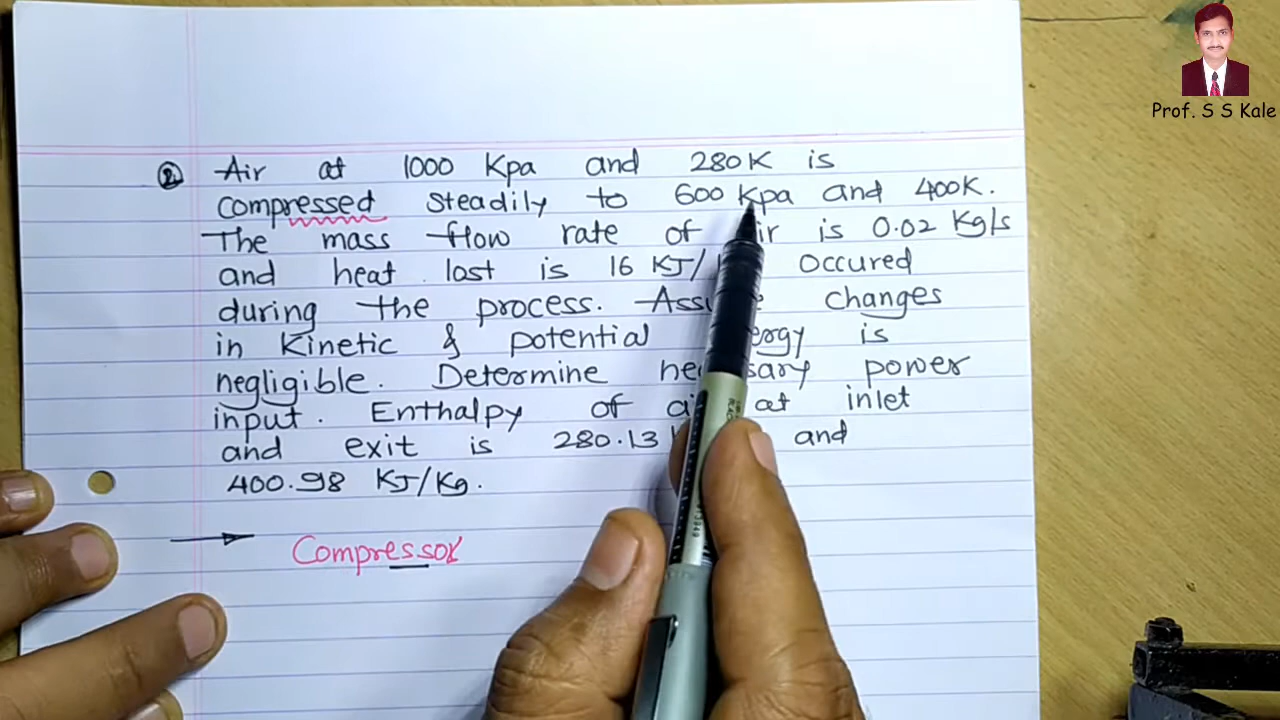 Prof. S S Kale
2 Air at 1000 Kpa and 280K is
compressed steadily to 600 Kpa and 400K.
The mass flow rate of is 0.02 Kg/s
and heat lost is 16 KJ/ occured
during the process. changes
in Kinetic & potential is
negligible. Determine power
input. Enthalpy of at inlet
and exit is 280.13 and
400.98 KJ/Kg.
Compressor